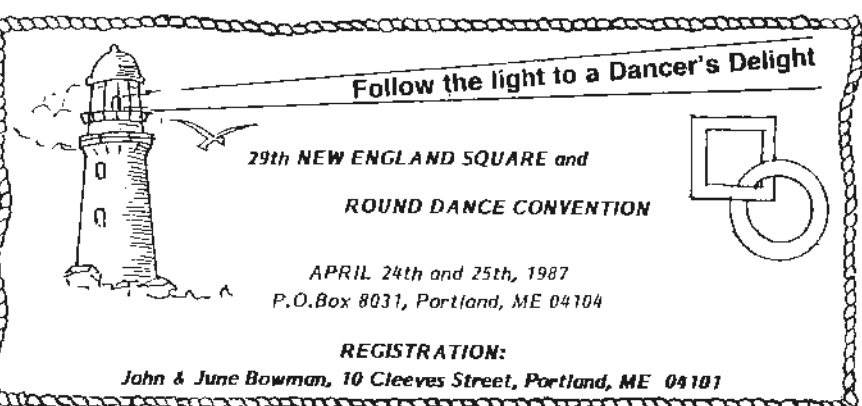 Follow the light to a Dancer's Delight
29th NEW ENGLAND SQUARE and
ROUND DANCE CONVENTION
APRIL 24th and 25th, 1987
P.O.Box 8031, Portland, ME 04104
REGISTRATION:
John & June Bowman, 10 Cleeves Street, Portland, ME 04101